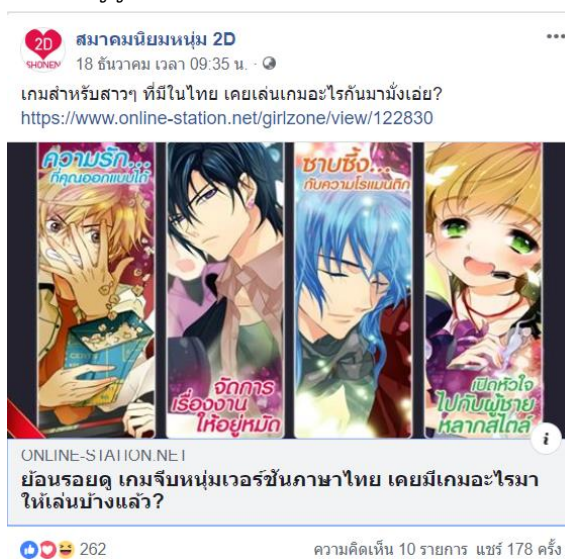 2D
SHONEN
สมาคมนิยมหนุ่ม 2D
18 ธันวาคม เวลา 09:35 น. ·
เกมสำหรับสาวๆ ที่มีในไทย เคยเล่นเกมอะไรกันมามั่งเอ่ย?
https://www.online-station.net/girlzone/view/122830
ความรัก...
ที่คุณออกแบบได้
จัดการ
เรื่องงาน
ให้อยู่หมัด
ซาบซึ้ง...
กับความโรแมนติก
เปิดหัวใจ
ไปกับผู้ชาย
หลากสไตล์
i
ONLINE-STATION.NET
ย้อนรอยดู เกมจีบหนุ่มเวอร์ชันภาษาไทย เคยมีเกมอะไรมา
ให้เล่นบ้างแล้ว?
262
ความคิดเห็น 10 รายการ แชร์ 178 ครั้ง